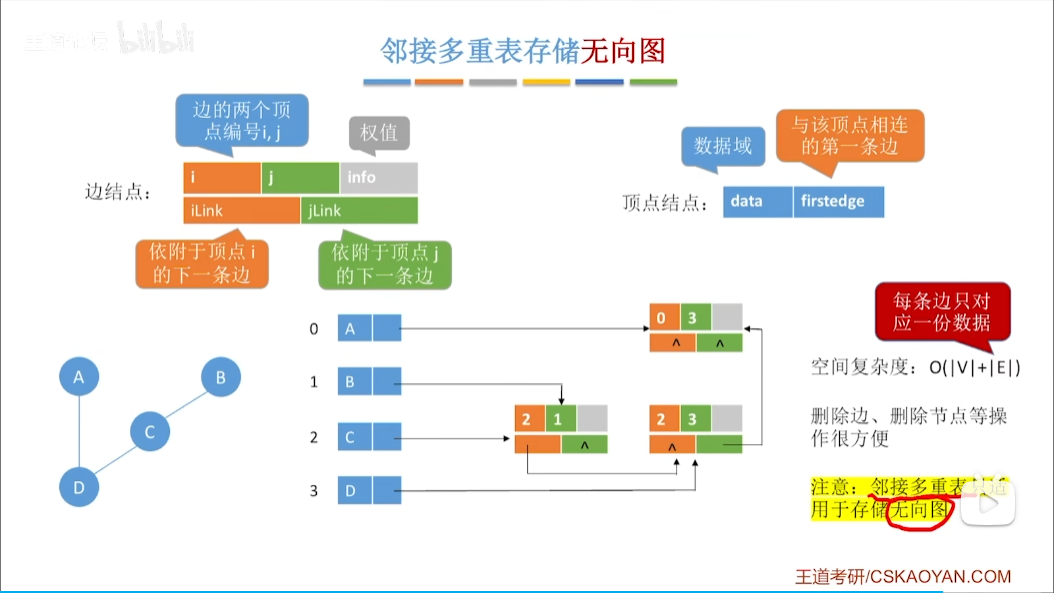 bilibili
邻接多重表存储无向图
边的两个顶
点编号i, j
权值
边结点：
i
j
info
iLink
jLink
依附于顶点 i
的下一条边
依附于顶点 j
的下一条边
数据域
与该顶点相连
的第一条边
顶点结点：
data
firstedge
每条边只对
应一份数据
空间复杂度：O(|V|+|E|)
删除边、删除节点等操
作很方便
注意：邻接多重表只适
用于存储无向图
A
B
C
D
0
A
1
B
2
C
3
D
0
3
^
^
2
1
^
2
3
^
王道考研/CSKAOYAN.COM